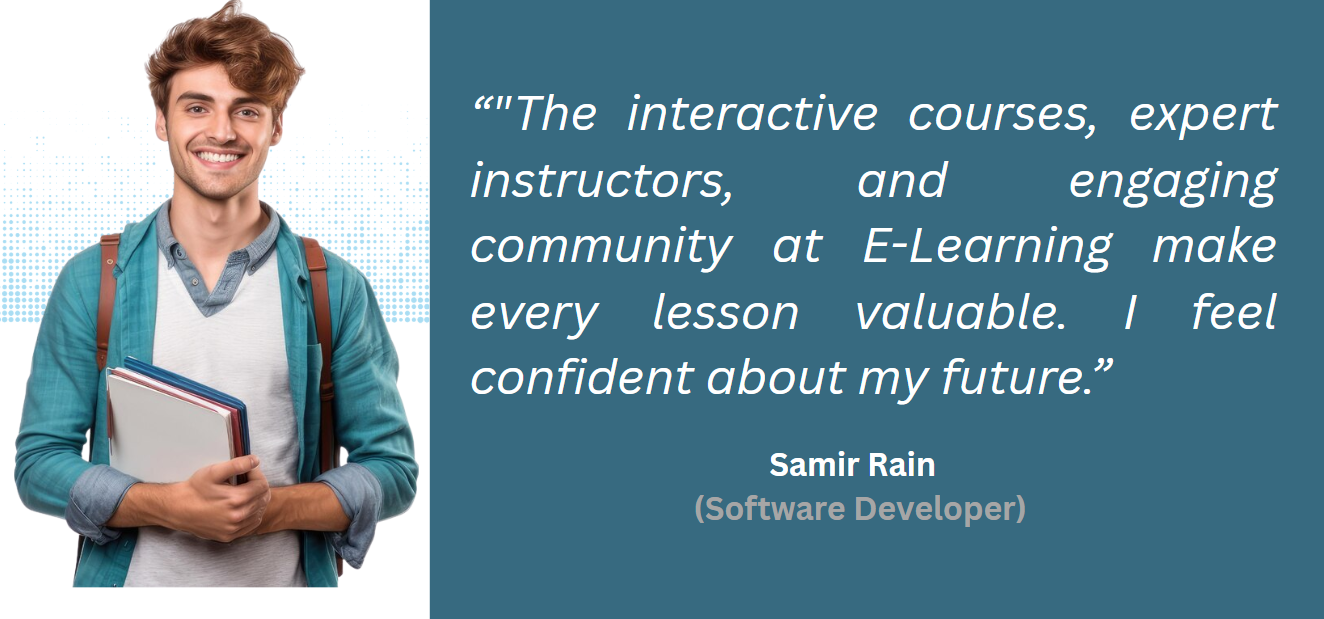 “"The interactive courses, expert
instructors, and engaging
community at E-Learning make
every lesson valuable. I feel
confident about my future.”
Samir Rain
(Software Developer)